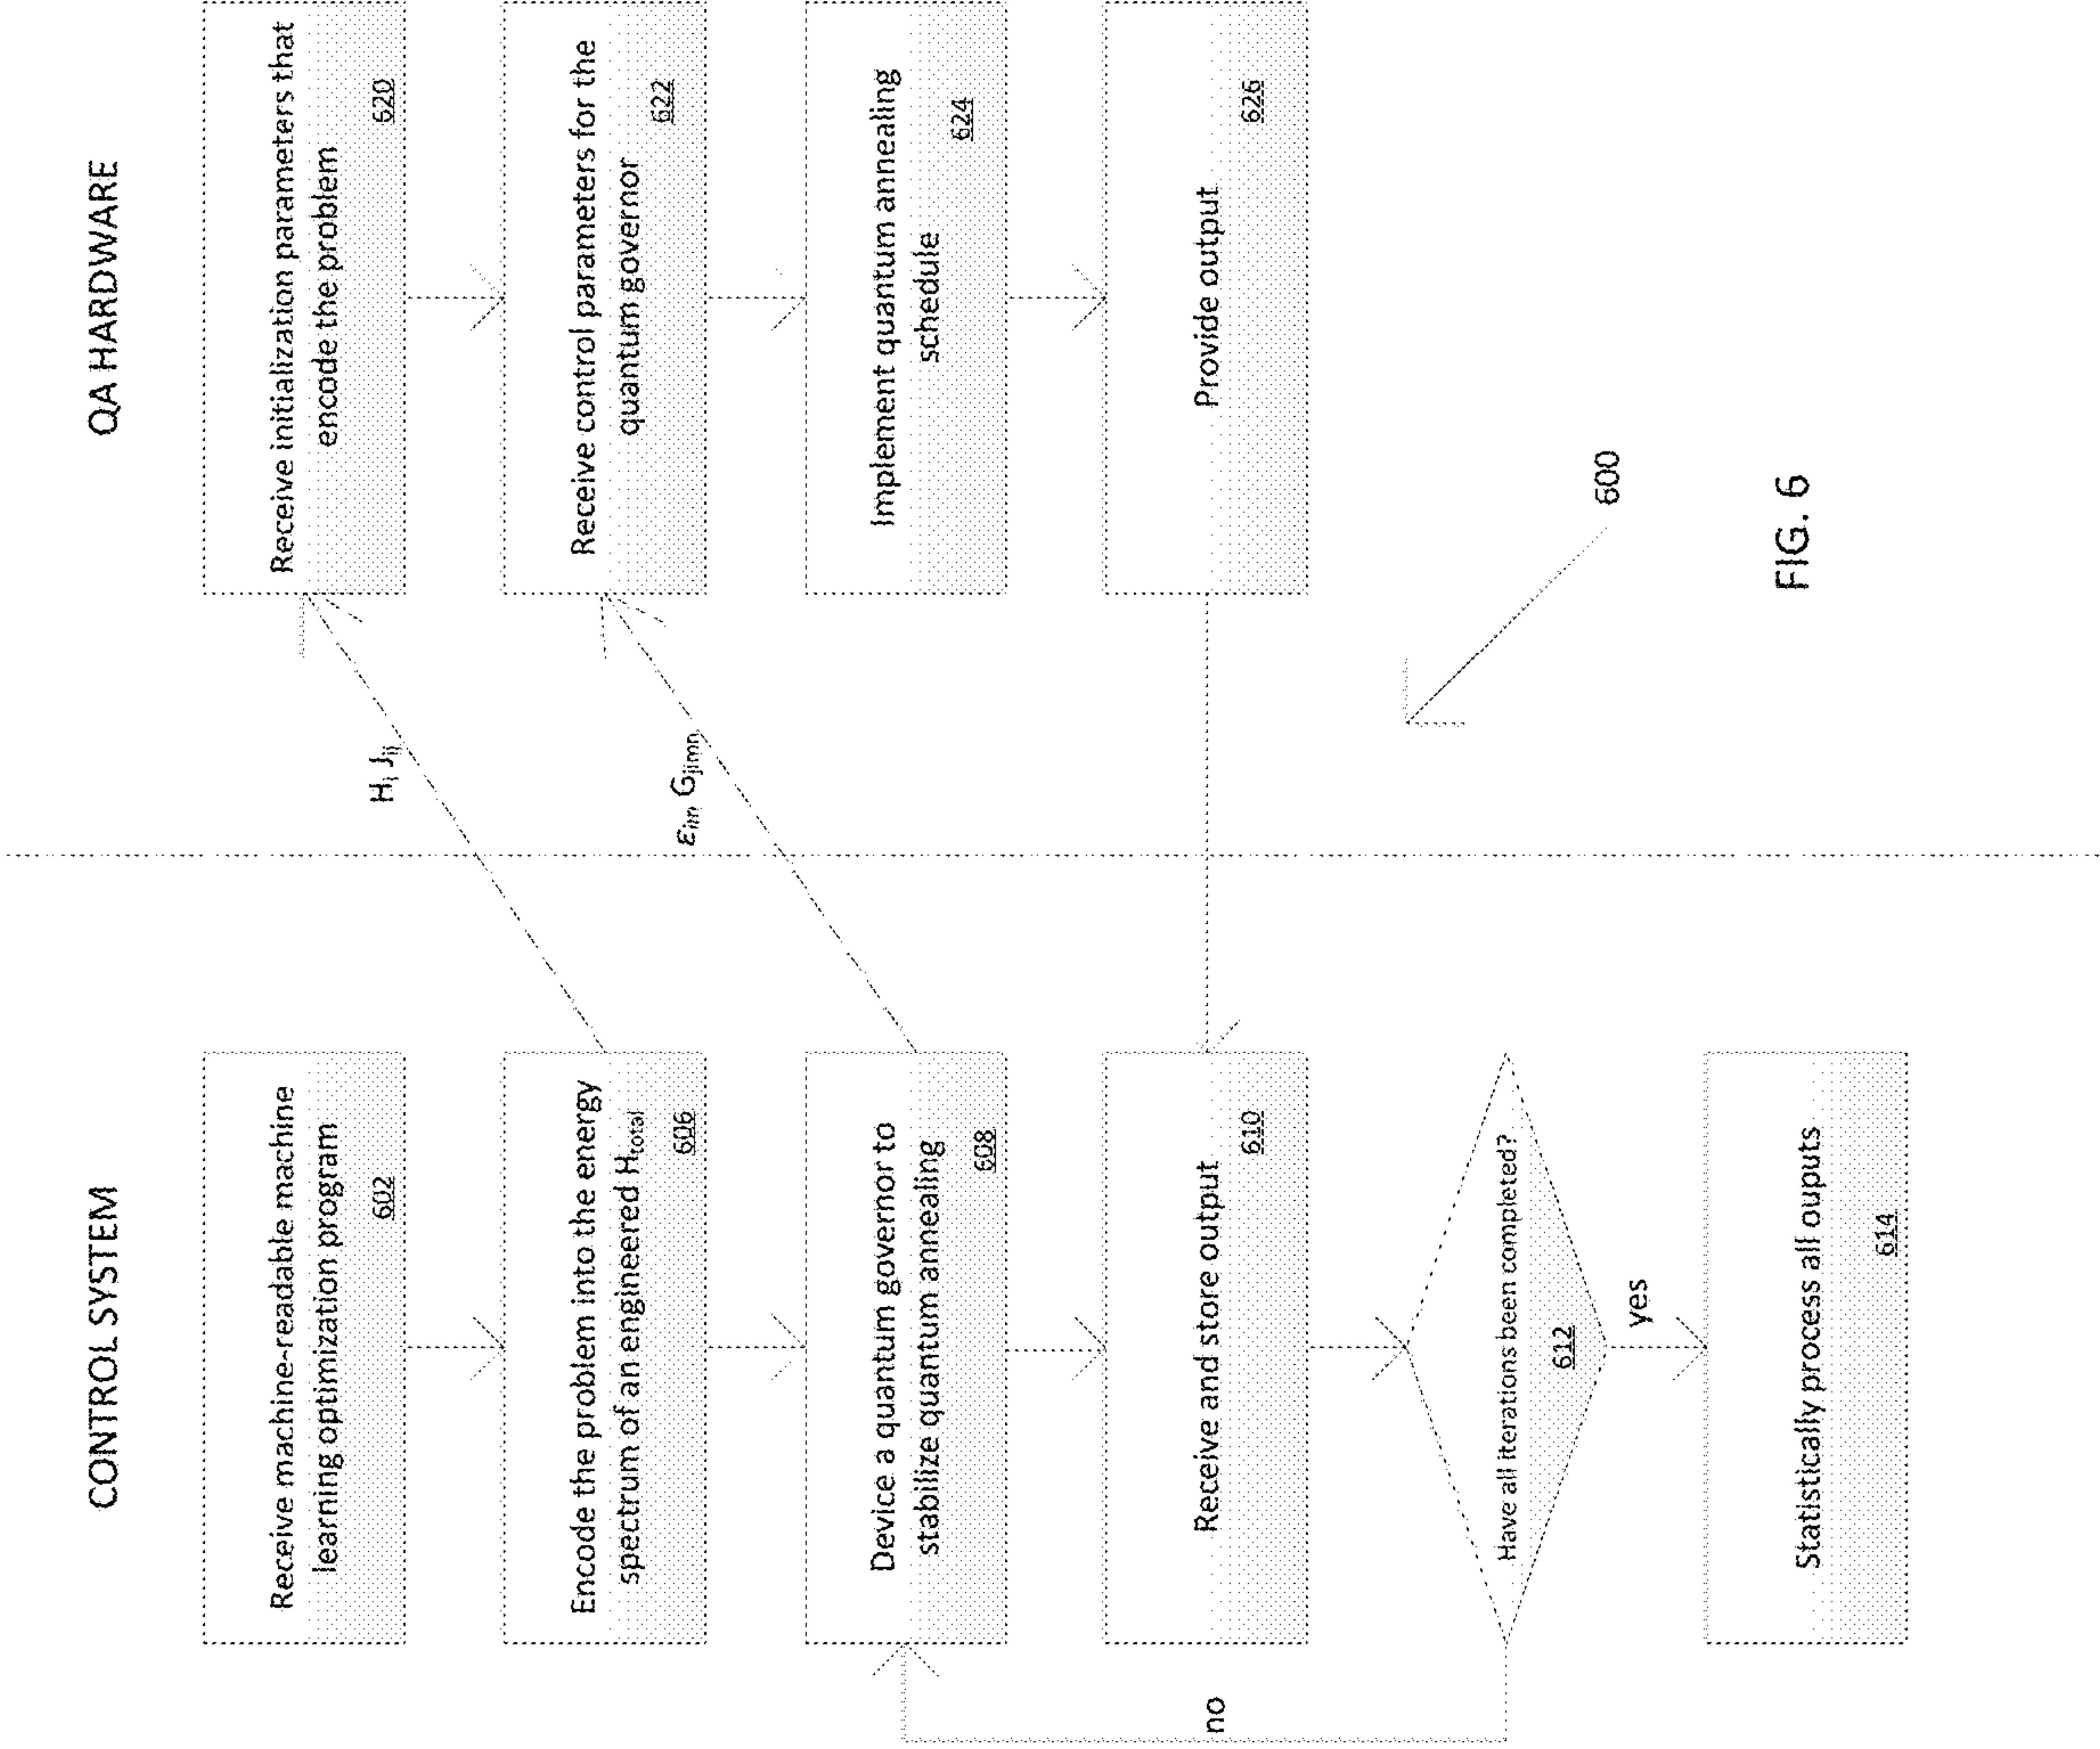 CONTROL SYSTEM
QA HARDWARE
Receive machine-readable machine
learning optimization program
602
Encode the problem into the energy
spectrum of an engineered H_total
606
Device a quantum governor to
stabilize quantum annealing
608
Receive and store output
610
Have all iterations been completed?
612
no
yes
Statistically process all ouputs
614
H_i J_ij
Receive initialization parameters that
encode the problem
620
Receive control parameters for the
quantum governor
622
Implement quantum annealing
schedule
624
Provide output
626
600
FIG. 6